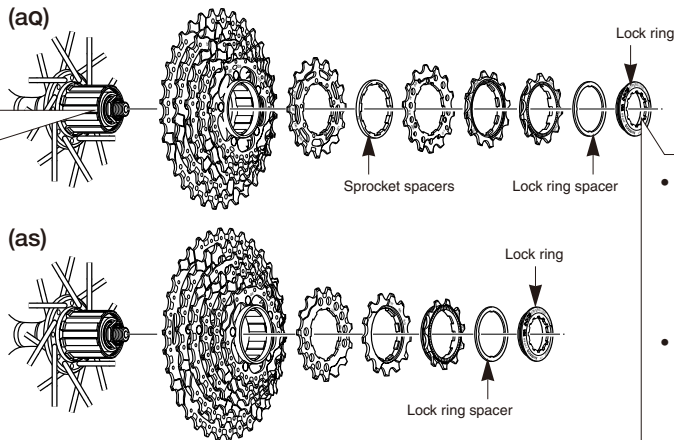 (aQ)
Lock ring
Sprocket spacers
Lock ring spacer
•
(as)
Lock ring
•
Lock ring spacer